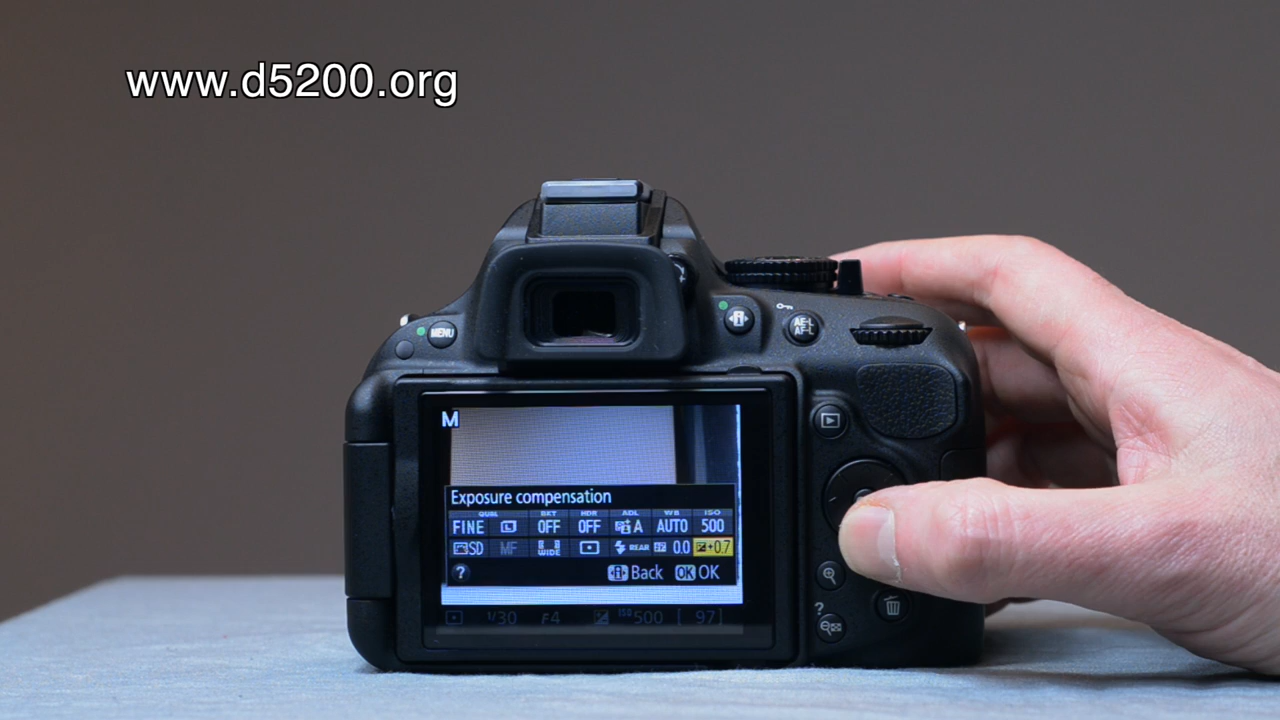 www.d5200.org
MENU
AE-L
AF-L
M
Exposure compensation
QUAL BKT HDR ADL WB ISO
FINE L OFF OFF A AUTO 500
SD MF WIDE REAR 0.0 +0.7
? Back OK OK
1/30 F4 ISO 500 [ 97]
?